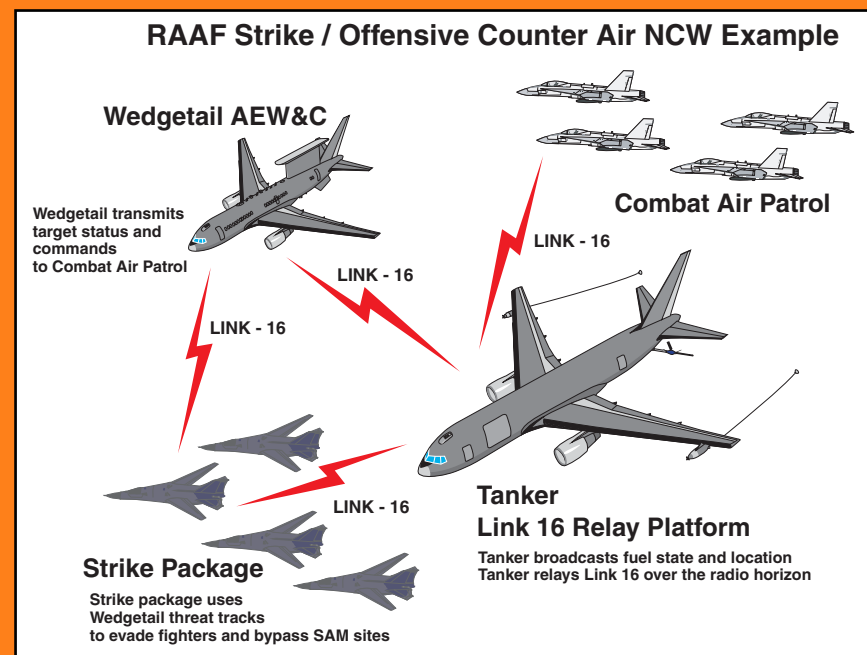 RAAF Strike / Offensive Counter Air NCW Example
Wedgetail AEW&C
Wedgetail transmits
target status and
commands
to Combat Air Patrol
Combat Air Patrol
LINK - 16
LINK - 16
LINK - 16
LINK - 16
Tanker
Link 16 Relay Platform
Tanker broadcasts fuel state and location
Tanker relays Link 16 over the radio horizon
Strike Package
Strike package uses
Wedgetail threat tracks
to evade fighters and bypass SAM sites